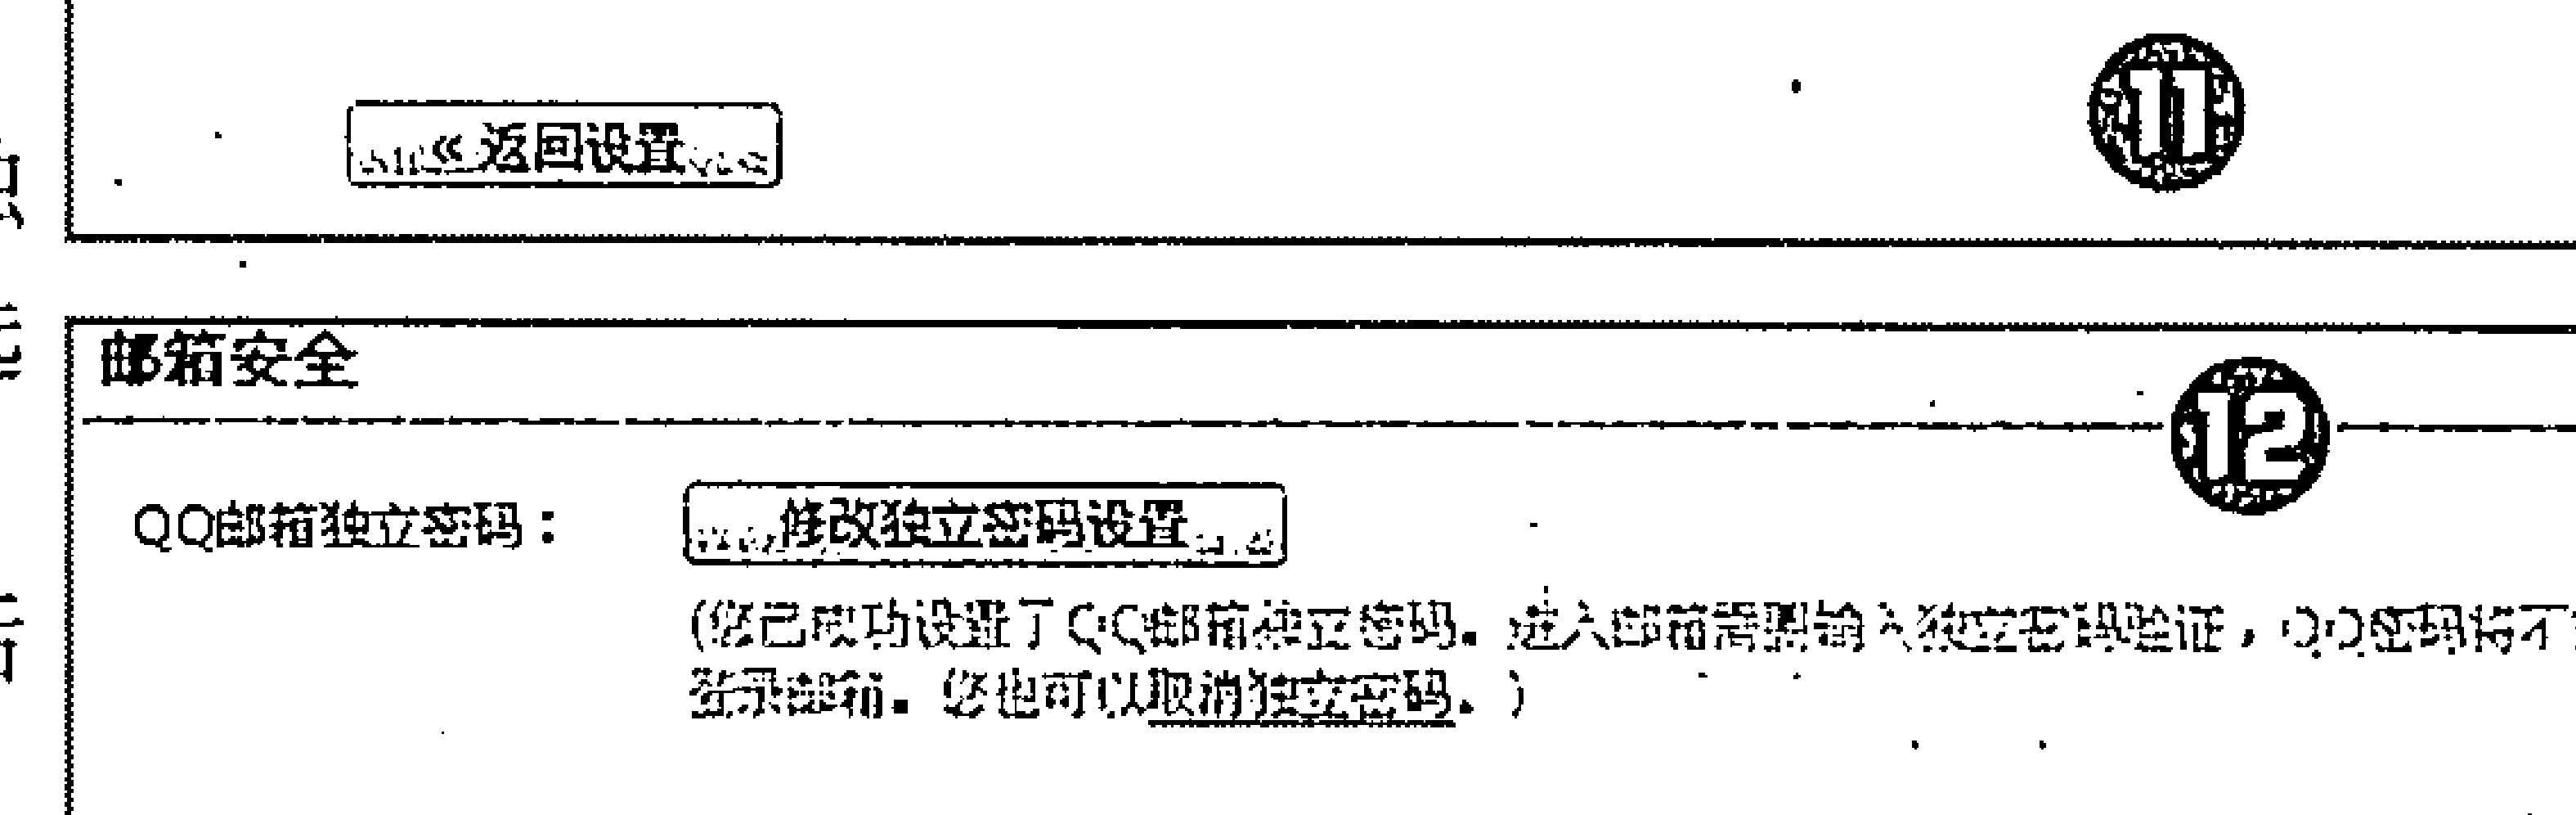 11
« 返回设置
邮箱安全
12
QQ邮箱独立密码：
修改独立密码设置
(您已成功设置了QQ邮箱独立密码。进入邮箱需要输入独立密码验证，QQ密码将不
登录邮箱。您也可以取消独立密码。)